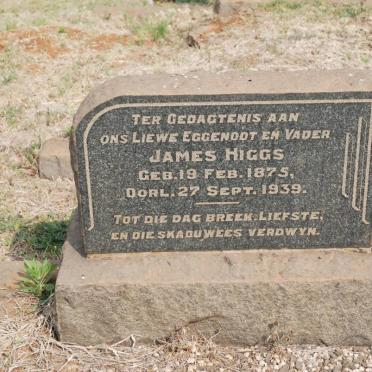 TER GEDAGTENIS AAN
ONS LIEWE EGGENOOT EN VADER
JAMES HIGGS
GEB. 19 FEB. 1875,
OORL. 27 SEPT. 1939.
TOT DIE DAG BREEK, LIEFSTE,
EN DIE SKADUWEES VERDWYN.